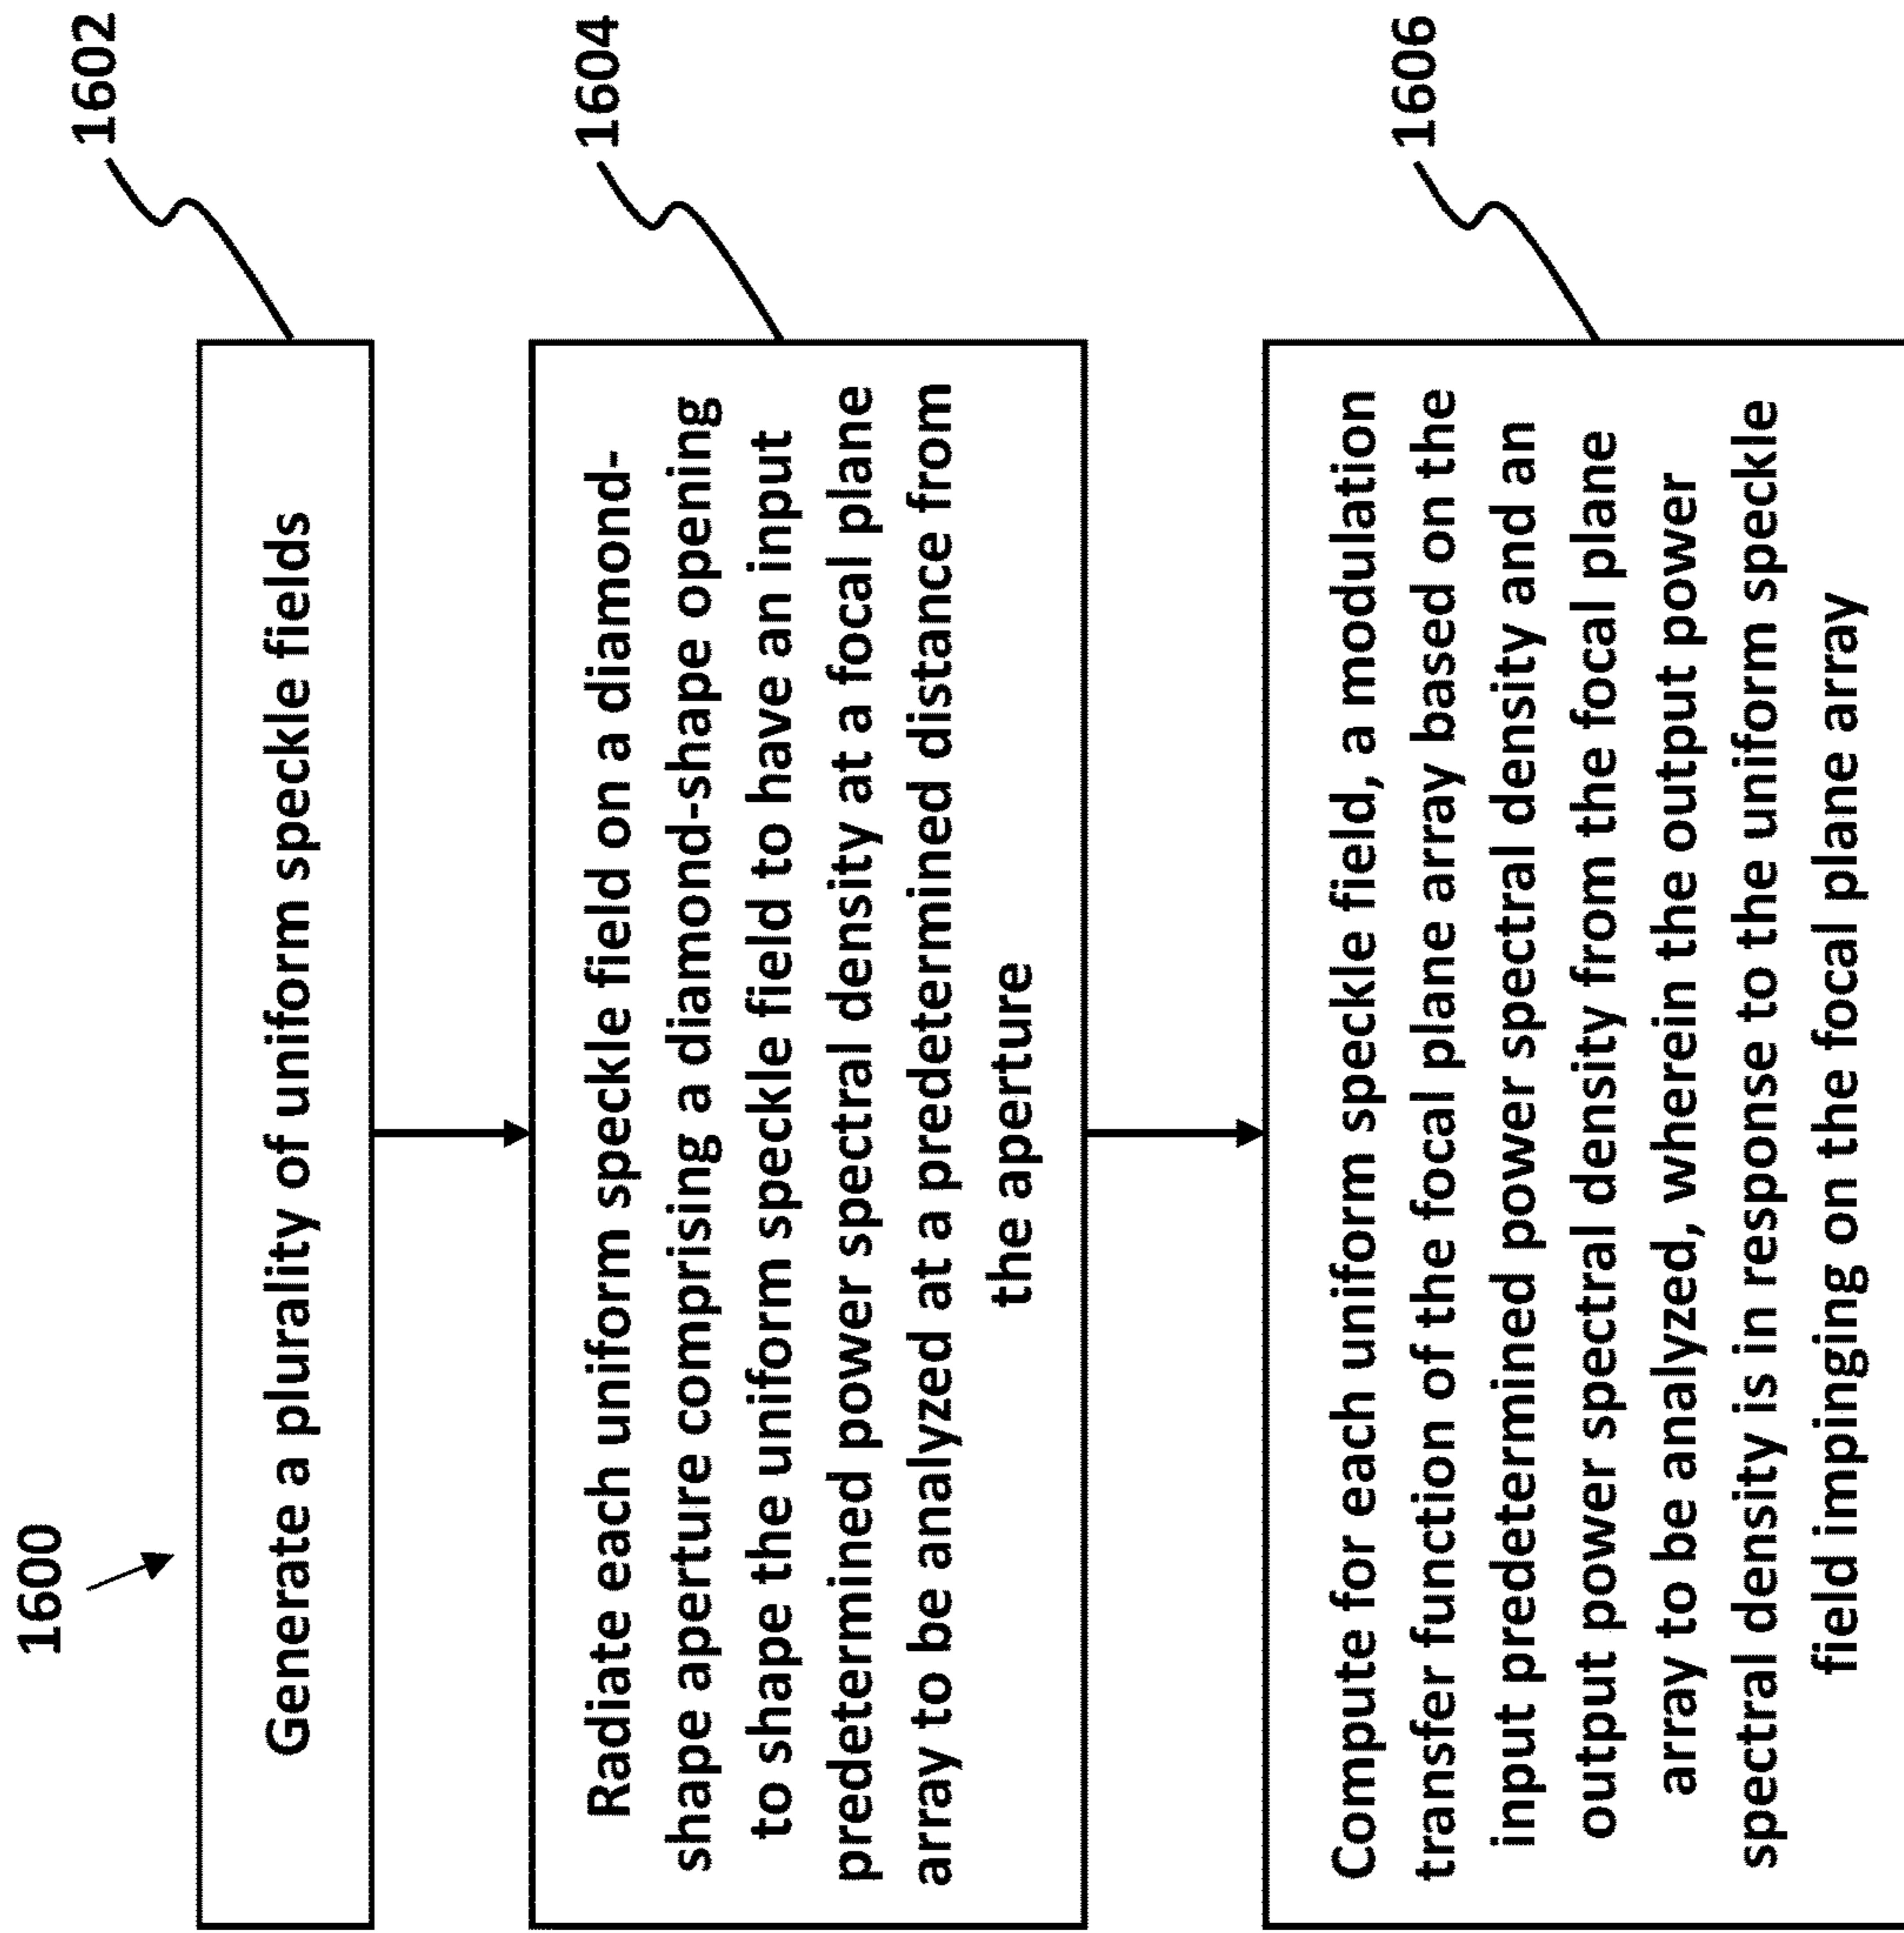 1600
1602
Generate a plurality of uniform speckle fields
1604
Radiate each uniform speckle field on a diamond-
shape aperture comprising a diamond-shape opening
to shape the uniform speckle field to have an input
predetermined power spectral density at a focal plane
array to be analyzed at a predetermined distance from
the aperture
1606
Compute for each uniform speckle field, a modulation
transfer function of the focal plane array based on the
input predetermined power spectral density and an
output power spectral density from the focal plane
array to be analyzed, wherein the output power
spectral density is in response to the uniform speckle
field impinging on the focal plane array